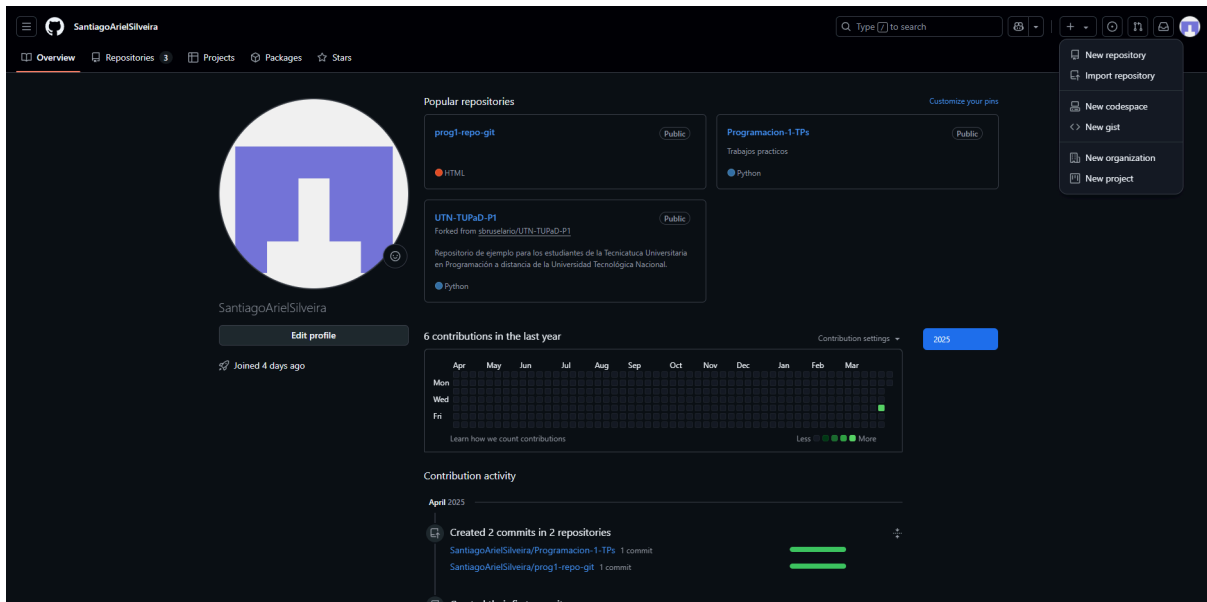 SantiagoArielSilveira
Type / to search
Overview
Repositories 3
Projects
Packages
Stars
New repository
Import repository
New codespace
New gist
New organization
New project
SantiagoArielSilveira
Edit profile
Joined 4 days ago
Popular repositories
Customize your pins
prog1-repo-git
Public
HTML
Programacion-1-TPs
Public
Trabajos practicos
Python
UTN-TUPaD-P1
Public
Forked from sbruselario/UTN-TUPaD-P1
Repositorio de ejemplo para los estudiantes de la Tecnicatuca Universitaria
en Programación a distancia de la Universidad Tecnológica Nacional.
Python
6 contributions in the last year
Contribution settings
2025
Apr May Jun Jul Aug Sep Oct Nov Dec Jan Feb Mar
Mon
Wed
Fri
Learn how we count contributions
Less More
Contribution activity
April 2025
Created 2 commits in 2 repositories
SantiagoArielSilveira/Programacion-1-TPs 1 commit
SantiagoArielSilveira/prog1-repo-git 1 commit